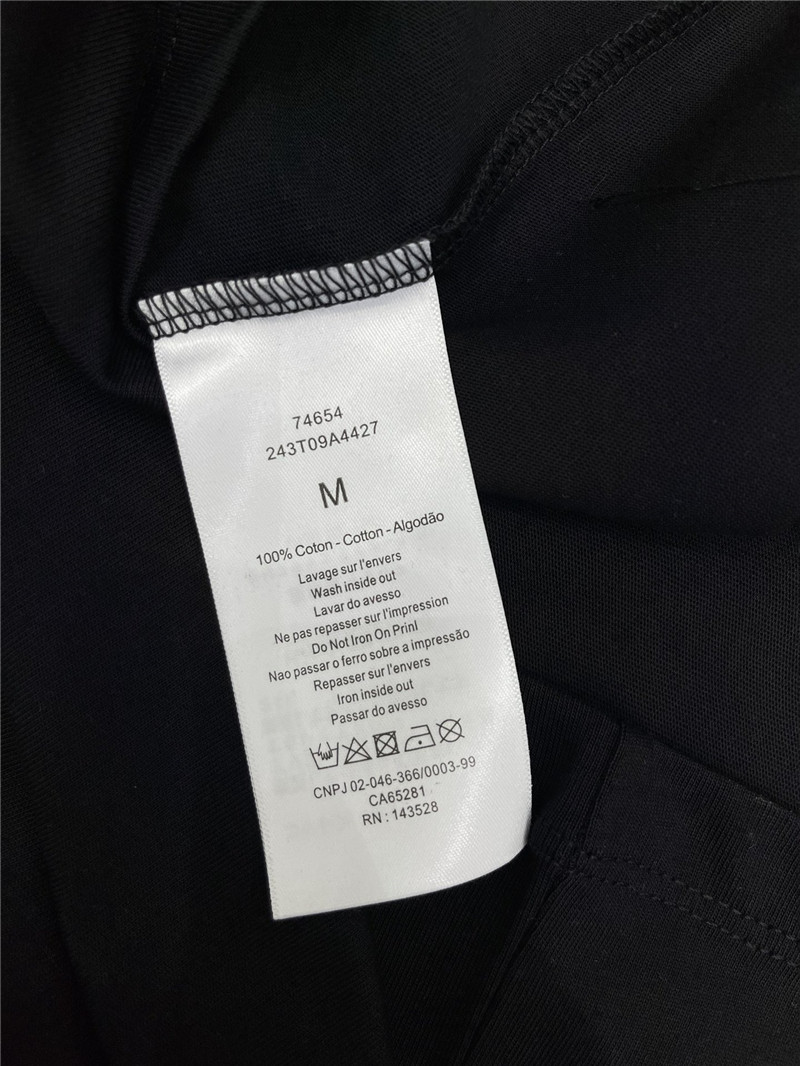 74654
243T09A4427
M
100% Coton - Cotton - Algodão
Lavage sur l'envers
Wash inside out
Lavar do avesso
Ne pas repasser sur l'impression
Do Not Iron On Prinl
Nao passar o ferro sobre a impressão
Repasser sur l'envers
Iron inside out
Passar do avesso
CNPJ 02-046-366/0003-99
CA65281
RN : 143528